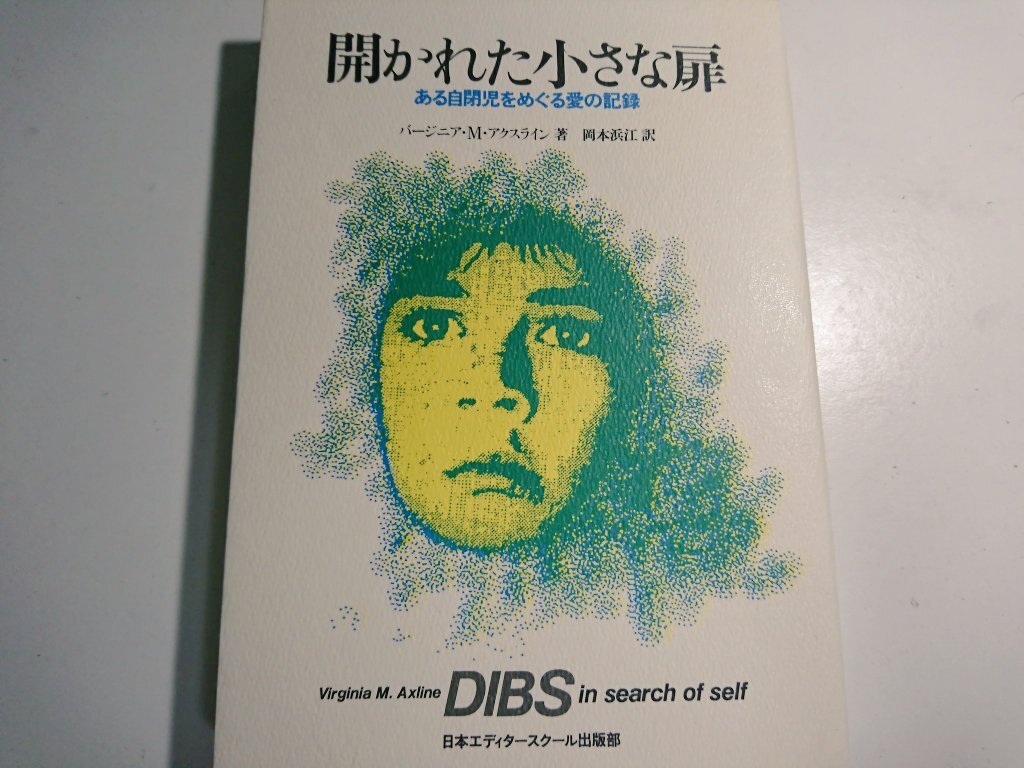 開かれた小さな扉
ある自閉児をめぐる愛の記録
バージニア・M・アクスライン 著　岡本浜江 訳
Virginia M. Axline DIBS in search of self
日本エディタースクール出版部